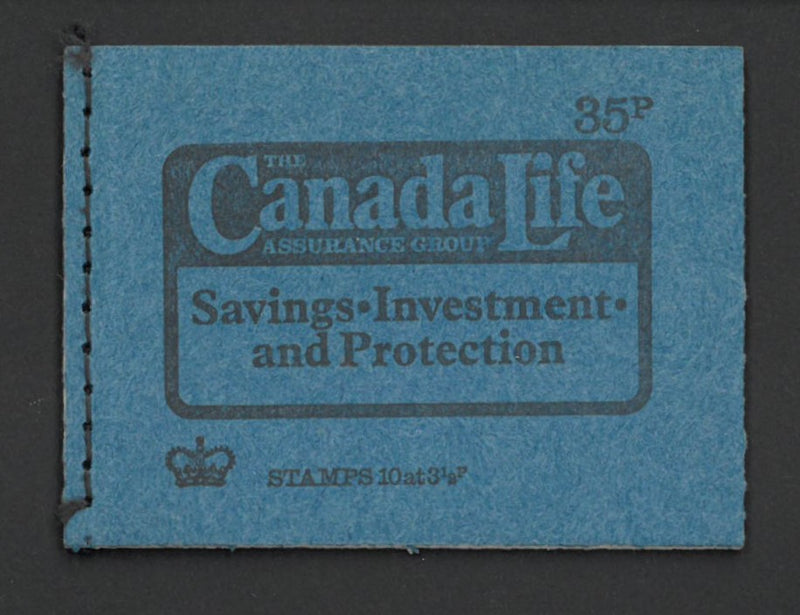 35P
THE
Canada Life
ASSURANCE GROUP
Savings•Investment•
and Protection
STAMPS 10 at 3½P